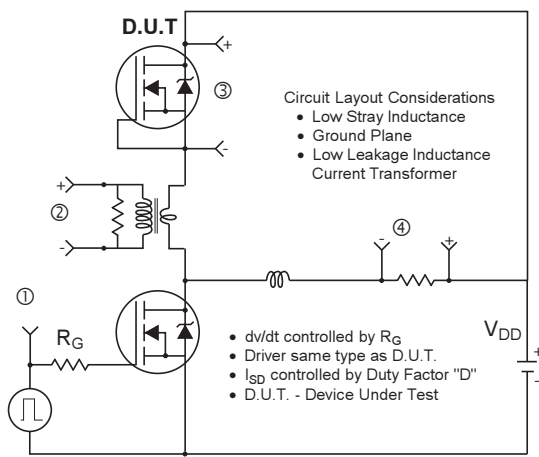 D.U.T
+
③
-
Circuit Layout Considerations
• Low Stray Inductance
• Ground Plane
• Low Leakage Inductance
Current Transformer
+
②
-
- ④ +
①
R_G
• dv/dt controlled by R_G
• Driver same type as D.U.T.
• I_SD controlled by Duty Factor "D"
• D.U.T. - Device Under Test
V_DD
+
-